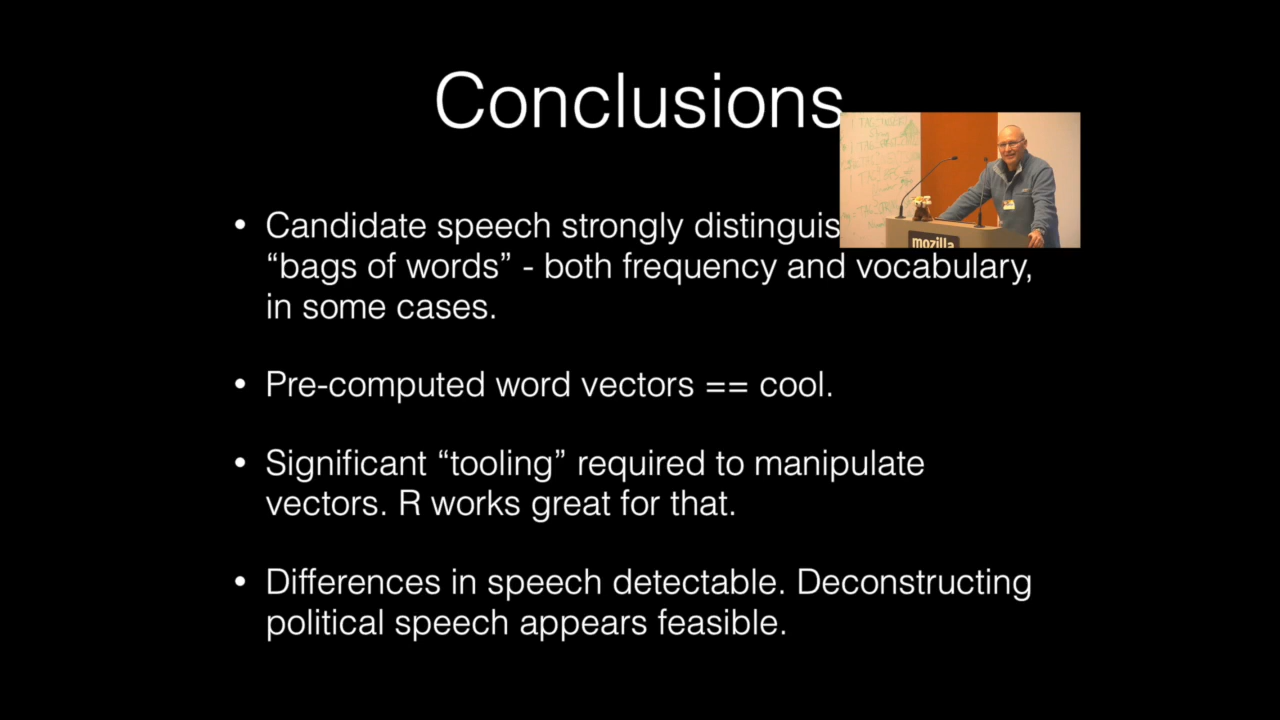 Conclusions
• Candidate speech strongly
“bags of words” - both frequency and vocabulary,
in some cases.
• Pre-computed word vectors == cool.
• Significant “tooling” required to manipulate
vectors. R works great for that.
• Differences in speech detectable. Deconstructing
political speech appears feasible.
mozilla